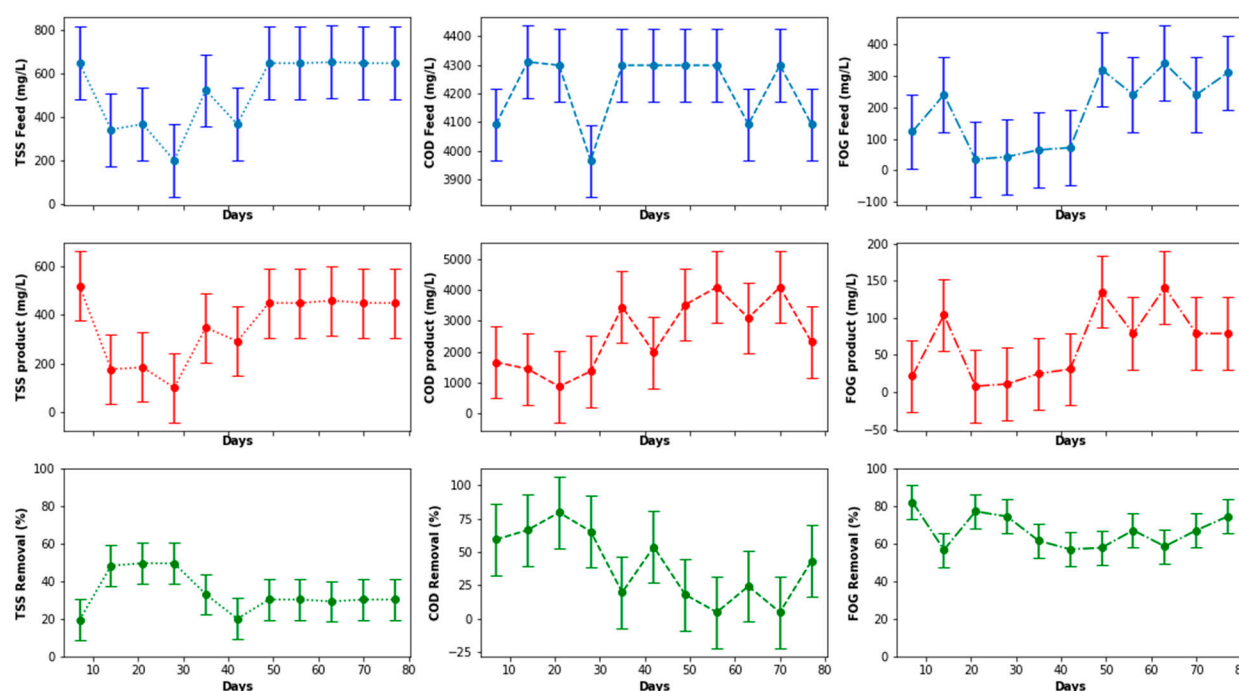 TSS Feed (mg/L)
800
600
400
200
0
Days
COD Feed (mg/L)
4400
4300
4200
4100
4000
3900
Days
FOG Feed (mg/L)
400
300
200
100
0
−100
Days
TSS product (mg/L)
600
400
200
0
Days
COD product (mg/L)
5000
4000
3000
2000
1000
0
Days
FOG product (mg/L)
200
150
100
50
0
−50
Days
TSS Removal (%)
100
80
60
40
20
0
10 20 30 40 50 60 70 80
Days
COD Removal (%)
100
75
50
25
0
−25
10 20 30 40 50 60 70 80
Days
FOG Removal (%)
100
80
60
40
20
0
10 20 30 40 50 60 70 8
Days